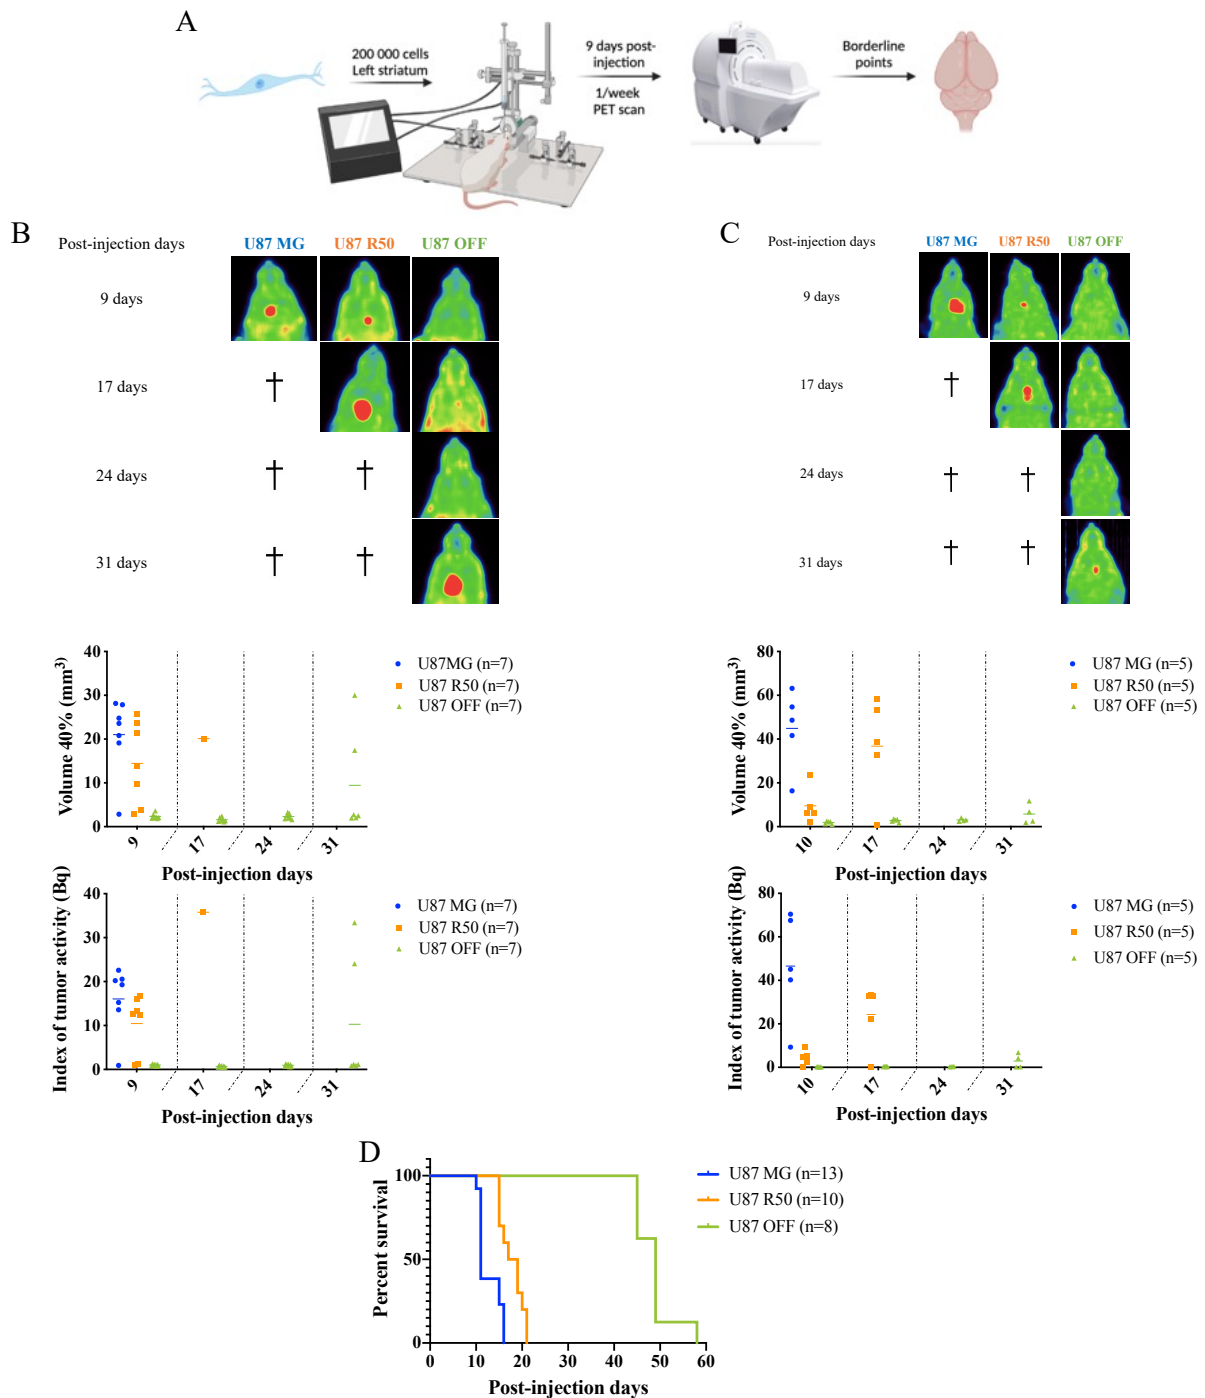 A
200 000 cells
Left striatum
9 days post-
injection
1/week
PET scan
Borderline
points
B
Post-injection days
U87 MG
U87 R50
U87 OFF
9 days
17 days
†
24 days
†
†
31 days
†
†
40
30
20
10
0
Volume 40% (mm³)
9
17
24
31
Post-injection days
U87MG (n=7)
U87 R50 (n=7)
U87 OFF (n=7)
40
30
20
10
0
Index of tumor activity (Bq)
9
17
24
31
Post-injection days
U87 MG (n=7)
U87 R50 (n=7)
U87 OFF (n=7)
C
Post-injection days
U87 MG
U87 R50
U87 OFF
9 days
17 days
†
24 days
†
†
31 days
†
†
60
40
20
0
Volume 40% (mm³)
10
17
24
31
Post-injection days
U87 MG (n=5)
U87 R50 (n=5)
U87 OFF (n=5)
80
60
40
20
0
Index of tumor activity (Bq)
10
17
24
31
Post-injection days
U87 MG (n=5)
U87 R50 (n=5)
U87 OFF (n=5)
80
D
100
50
0
Percent survival
0
10
20
30
40
50
60
Post-injection days
U87 MG (n=13)
U87 R50 (n=10)
U87 OFF (n=8)